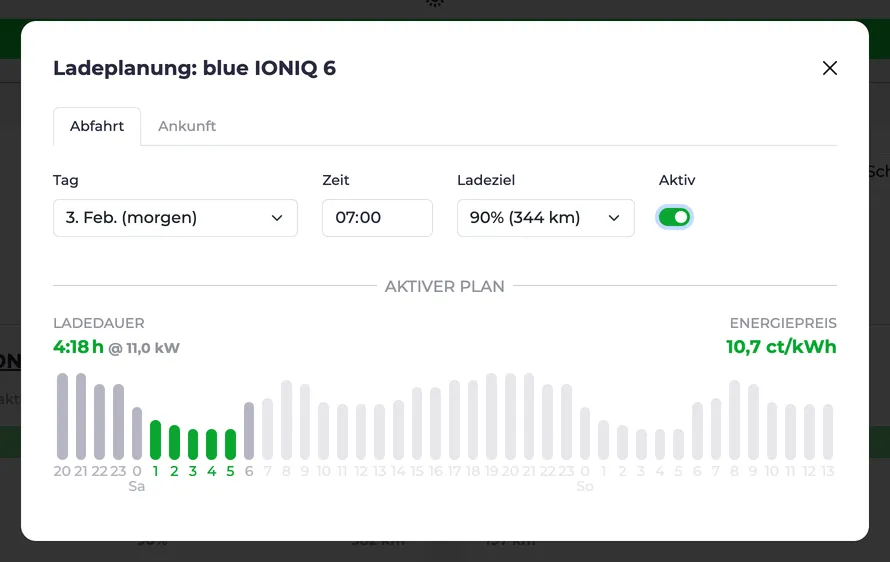 Ladeplanung: blue IONIQ 6
Abfahrt Ankunft
Tag Zeit Ladeziel Aktiv
3. Feb. (morgen) 07:00 90% (344 km)
AKTIVER PLAN
LADEDAUER ENERGIEPREIS
4:18 h @ 11,0 kW 10,7 ct/kWh
20 21 22 23 0 1 2 3 4 5 6 7 8 9 10 11 12 13 14 15 16 17 18 19 20 21 22 23 0 1 2 3 4 5 6 7 8 9 10 11 12 13
Sa So